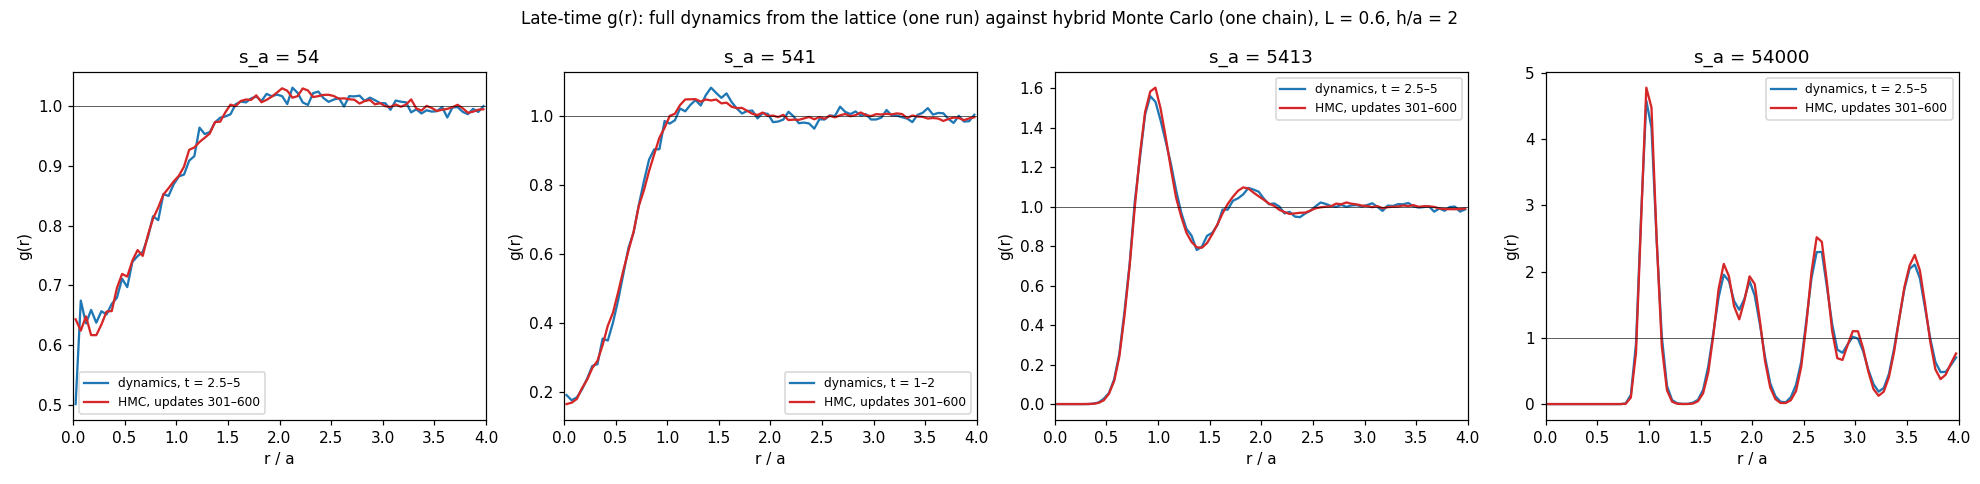 Late-time g(r): full dynamics from the lattice (one run) against hybrid Monte Carlo (one chain), L = 0.6, h/a = 2
s_a = 54
g(r)
1.0
0.9
0.8
0.7
0.6
0.5
dynamics, t = 2.5–5
HMC, updates 301–600
0.0 0.5 1.0 1.5 2.0 2.5 3.0 3.5 4.0
r / a
s_a = 541
g(r)
1.0
0.8
0.6
0.4
0.2
dynamics, t = 1–2
HMC, updates 301–600
0.0 0.5 1.0 1.5 2.0 2.5 3.0 3.5 4.0
r / a
s_a = 5413
g(r)
1.6
1.4
1.2
1.0
0.8
0.6
0.4
0.2
0.0
dynamics, t = 2.5–5
HMC, updates 301–600
0.0 0.5 1.0 1.5 2.0 2.5 3.0 3.5 4.0
r / a
s_a = 54000
g(r)
5
4
3
2
1
0
dynamics, t = 2.5–5
HMC, updates 301–600
0.0 0.5 1.0 1.5 2.0 2.5 3.0 3.5 4.0
r / a